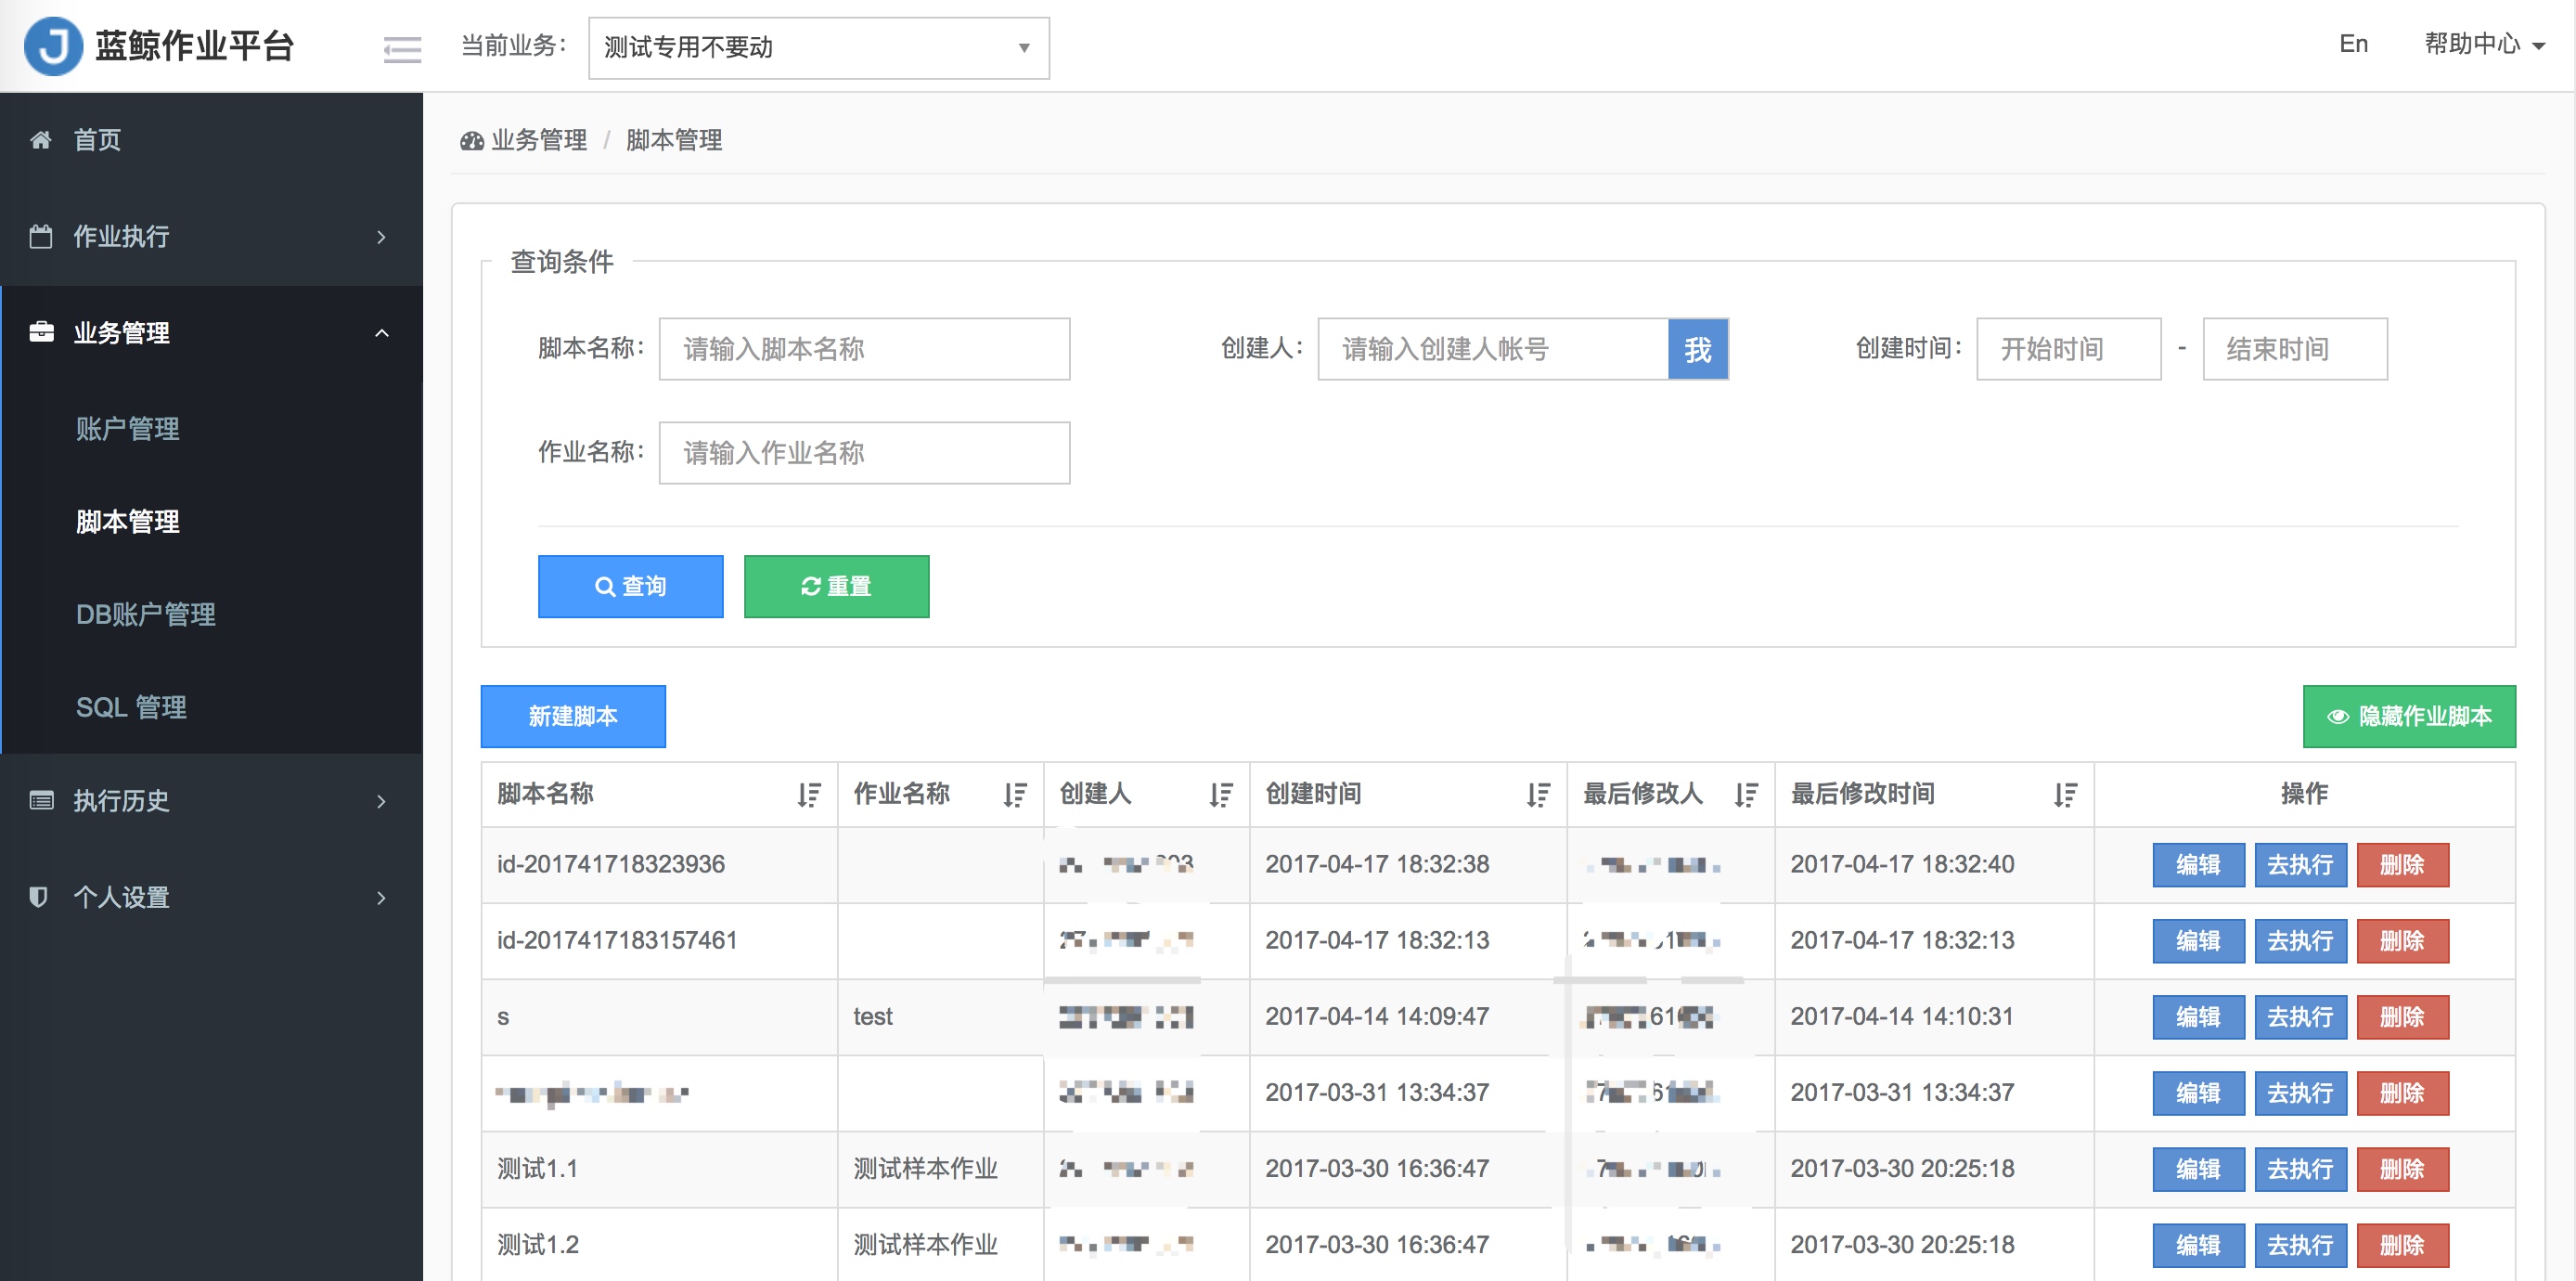 蓝鲸作业平台
当前业务：
测试专用不要动
En
帮助中心
首页
作业执行
业务管理
账户管理
脚本管理
DB账户管理
SQL 管理
执行历史
个人设置
业务管理 / 脚本管理
查询条件
脚本名称： 请输入脚本名称
创建人： 请输入创建人帐号 我
创建时间： 开始时间 - 结束时间
作业名称： 请输入作业名称
查询 重置
新建脚本 隐藏作业脚本
脚本名称 作业名称 创建人 创建时间 最后修改人 最后修改时间 操作
id-201741718323936 2017-04-17 18:32:38 2017-04-17 18:32:40 编辑 去执行 删除
id-2017417183157461 2017-04-17 18:32:13 2017-04-17 18:32:13 编辑 去执行 删除
s test 2017-04-14 14:09:47 2017-04-14 14:10:31 编辑 去执行 删除
2017-03-31 13:34:37 2017-03-31 13:34:37 编辑 去执行 删除
测试1.1 测试样本作业 2017-03-30 16:36:47 2017-03-30 20:25:18 编辑 去执行 删除
测试1.2 测试样本作业 2017-03-30 16:36:47 2017-03-30 20:25:18 编辑 去执行 删除